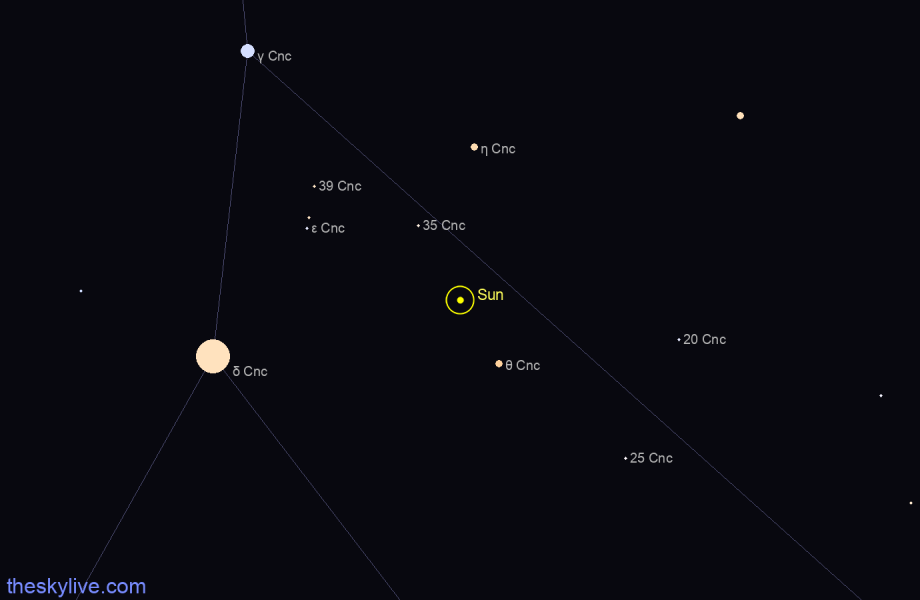 γ Cnc
η Cnc
39 Cnc
35 Cnc
ε Cnc
Sun
20 Cnc
θ Cnc
δ Cnc
25 Cnc
theskylive.com